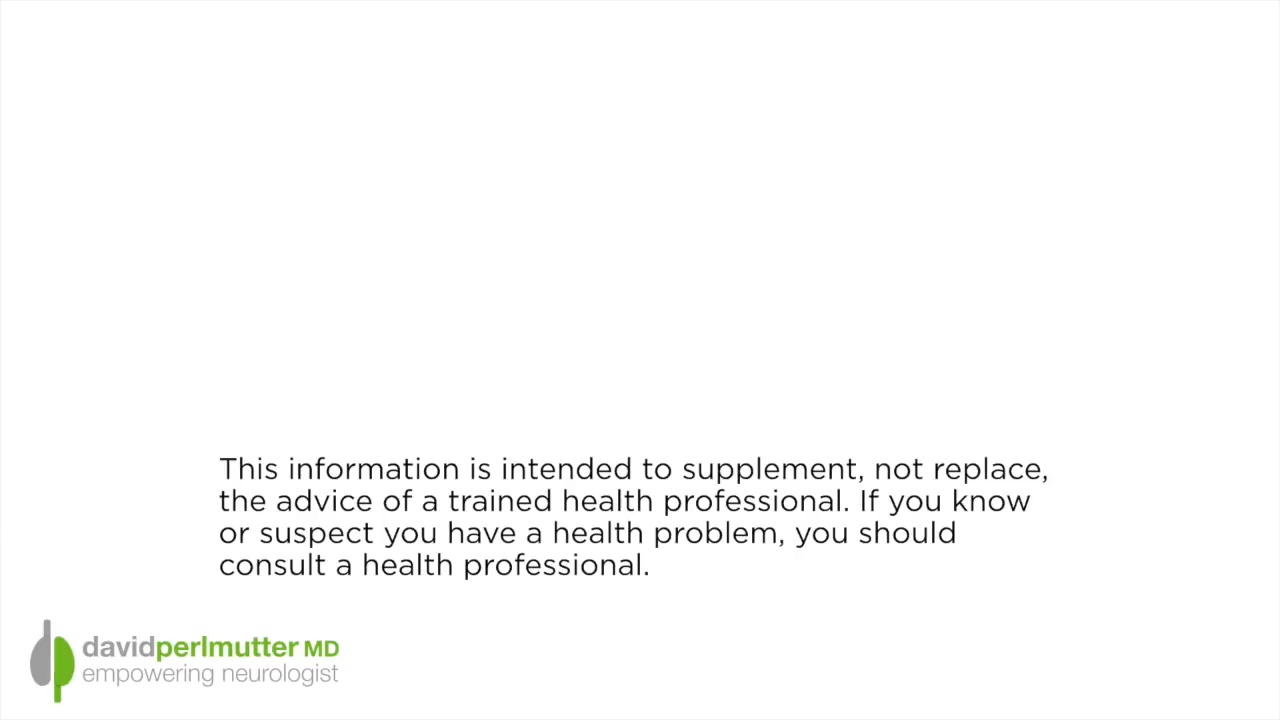 This information is intended to supplement, not replace,
the advice of a trained health professional. If you know
or suspect you have a health problem, you should
consult a health professional.
davidperlmutter MD
empowering neurologist